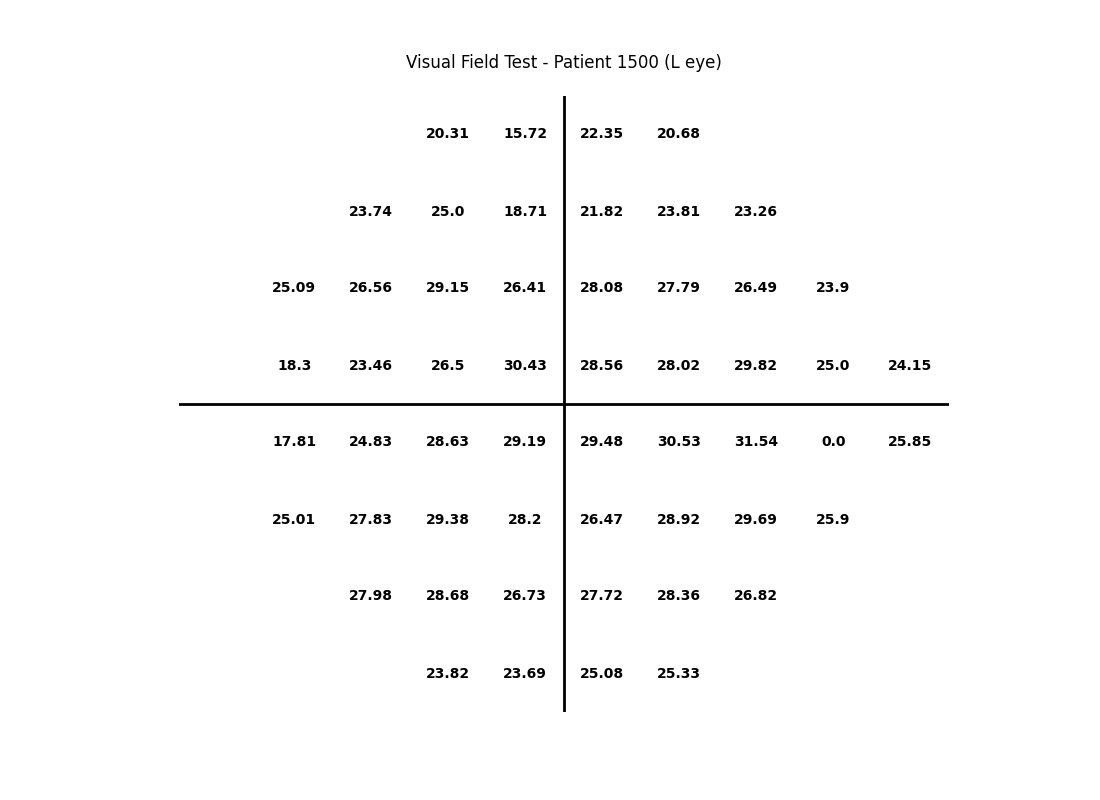 Visual Field Test - Patient 1500 (L eye)
20.31 15.72 22.35 20.68
23.74 25.0 18.71 21.82 23.81 23.26
25.09 26.56 29.15 26.41 28.08 27.79 26.49 23.9
18.3 23.46 26.5 30.43 28.56 28.02 29.82 25.0 24.15
17.81 24.83 28.63 29.19 29.48 30.53 31.54 0.0 25.85
25.01 27.83 29.38 28.2 26.47 28.92 29.69 25.9
27.98 28.68 26.73 27.72 28.36 26.82
23.82 23.69 25.08 25.33